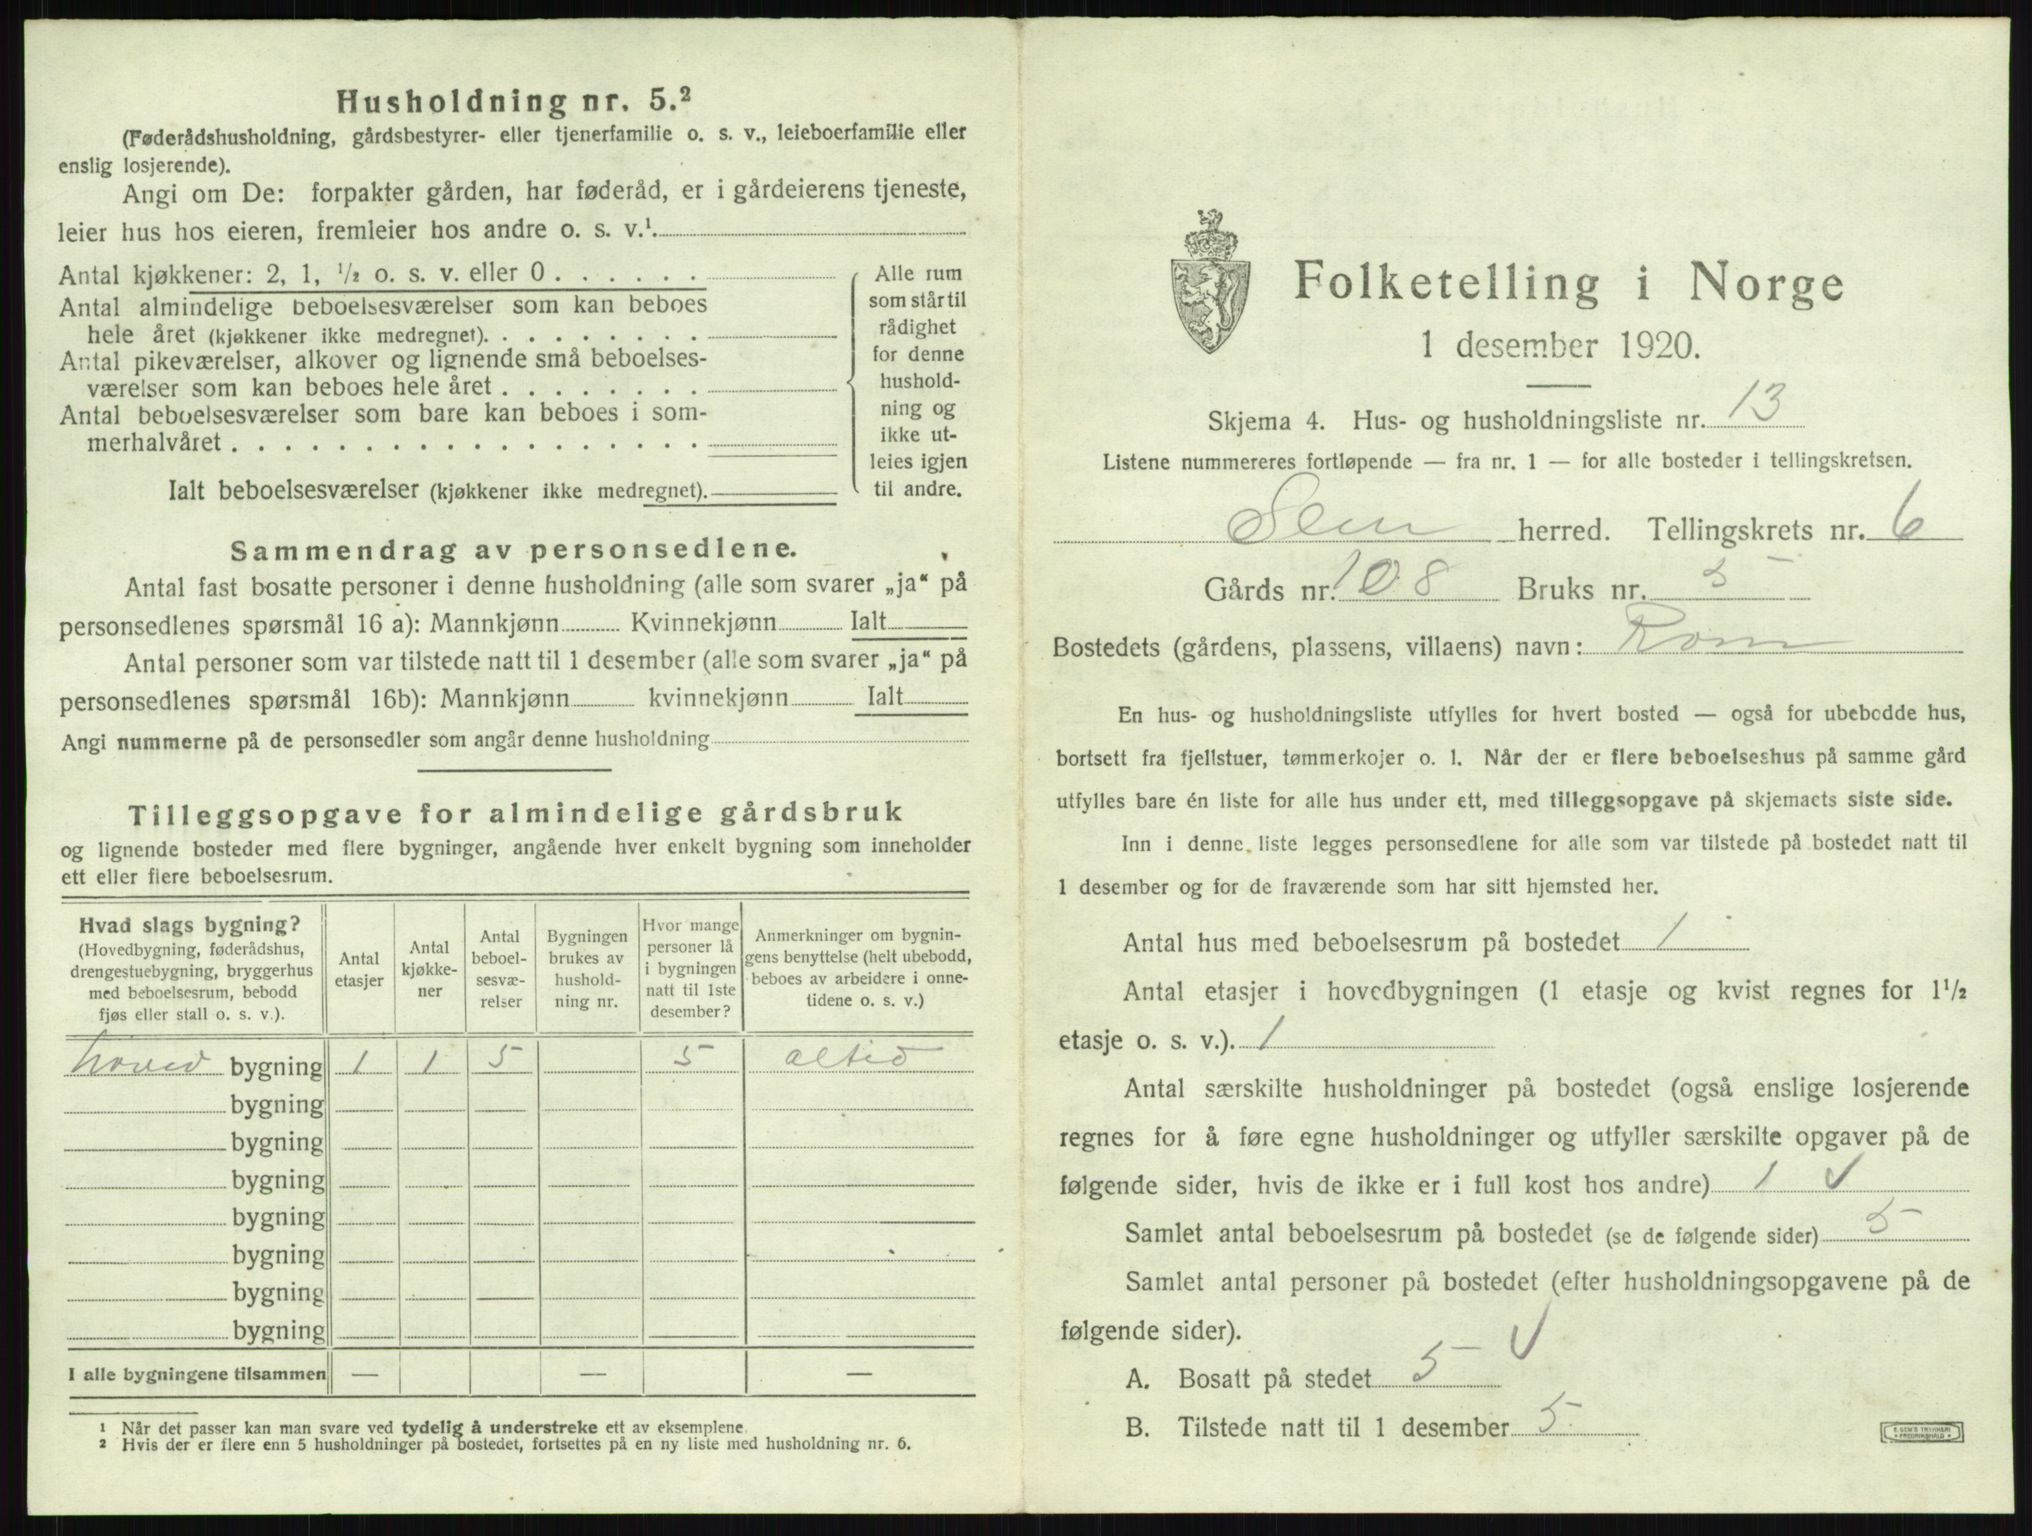 Husholdning nr. 5.²
(Føderådshusholdning, gårdsbestyrer- eller tjenerfamilie o. s. v., leieboerfamilie eller
enslig losjerende).
Angi om De: forpakter gården, har føderåd, er i gårdeierens tjeneste,
leier hus hos eieren, fremleier hos andre o. s. v.¹
Antal kjøkkener: 2, 1, ½ o. s. v. eller 0 . . . . . .
Antal almindelige beboelsesværelser som kan beboes
hele året (kjøkkener ikke medregnet). . . . . . . . .
Antal pikeværelser, alkover og lignende små beboelses-
værelser som kan beboes hele året . . . . . . . .
Antal beboelsesværelser som bare kan beboes i som-
merhalvåret . . . . . . . . . . . . . . . . . .
Ialt beboelsesværelser (kjøkkener ikke medregnet).
Alle rum
som står til
rådighet
for denne
hushold-
ning og
ikke ut-
leies igjen
til andre.
Sammendrag av personsedlene.
Antal fast bosatte personer i denne husholdning (alle som svarer „ja“ på
personsedlenes spørsmål 16 a): Mannkjønn Kvinnekjønn Ialt
Antal personer som var tilstede natt til 1 desember (alle som svarer „ja“ på
personsedlenes spørsmål 16b): Mannkjønn kvinnekjønn Ialt
Angi nummerne på de personsedler som angår denne husholdning
Tilleggsopgave for almindelige gårdsbruk
og lignende bosteder med flere bygninger, angående hver enkelt bygning som inneholder
ett eller flere beboelsesrum.
Hvad slags bygning?
(Hovedbygning, føderådshus,
drengestuebygning, bryggerhus
med beboelsesrum, bebodd
fjøs eller stall o. s. v.).
Antal
etasjer
Antal
kjøkke-
ner
Antal
beboel-
sesvæ-
relser
Bygningen
brukes av
hushold-
ning nr.
Hvor mange
personer lå
i bygningen
natt til 1ste
desember?
Anmerkninger om bygnin-
gens benyttelse (helt ubebodd,
beboes av arbeidere i onne-
tidene o. s. v.)
hoved bygning 1 1 5 5 altid
bygning
bygning
bygning
bygning
bygning
bygning
bygning
I alle bygningene tilsammen — — —
¹ Når det passer kan man svare ved tydelig å understreke ett av eksemplene.
² Hvis der er flere enn 5 husholdninger på bostedet, fortsettes på en ny liste med husholdning nr. 6.
Folketelling i Norge
1 desember 1920.
Skjema 4. Hus- og husholdningsliste nr. 13
Listene nummereres fortløpende — fra nr. 1 — for alle bosteder i tellingskretsen.
Sem herred. Tellingskrets nr. 6
Gårds nr. 108 Bruks nr. 5
Bostedets (gårdens, plassens, villaens) navn: Rom
En hus- og husholdningsliste utfylles for hvert bosted — også for ubebodde hus,
bortsett fra fjellstuer, tømmerkojer o. l. Når der er flere beboelseshus på samme gård
utfylles bare én liste for alle hus under ett, med tilleggsopgave på skjemaets siste side.
Inn i denne liste legges personsedlene for alle som var tilstede på bostedet natt til
1 desember og for de fraværende som har sitt hjemsted her.
Antal hus med beboelsesrum på bostedet 1
Antal etasjer i hovedbygningen (1 etasje og kvist regnes for 1½
etasje o. s. v.). 1
Antal særskilte husholdninger på bostedet (også enslige losjerende
regnes for å føre egne husholdninger og utfyller særskilte opgaver på de
følgende sider, hvis de ikke er i full kost hos andre) 1 ✓
Samlet antal beboelsesrum på bostedet (se de følgende sider) 5
Samlet antal personer på bostedet (efter husholdningsopgavene på de
følgende sider). ✓
A. Bosatt på stedet 5
B. Tilstede natt til 1 desember 5